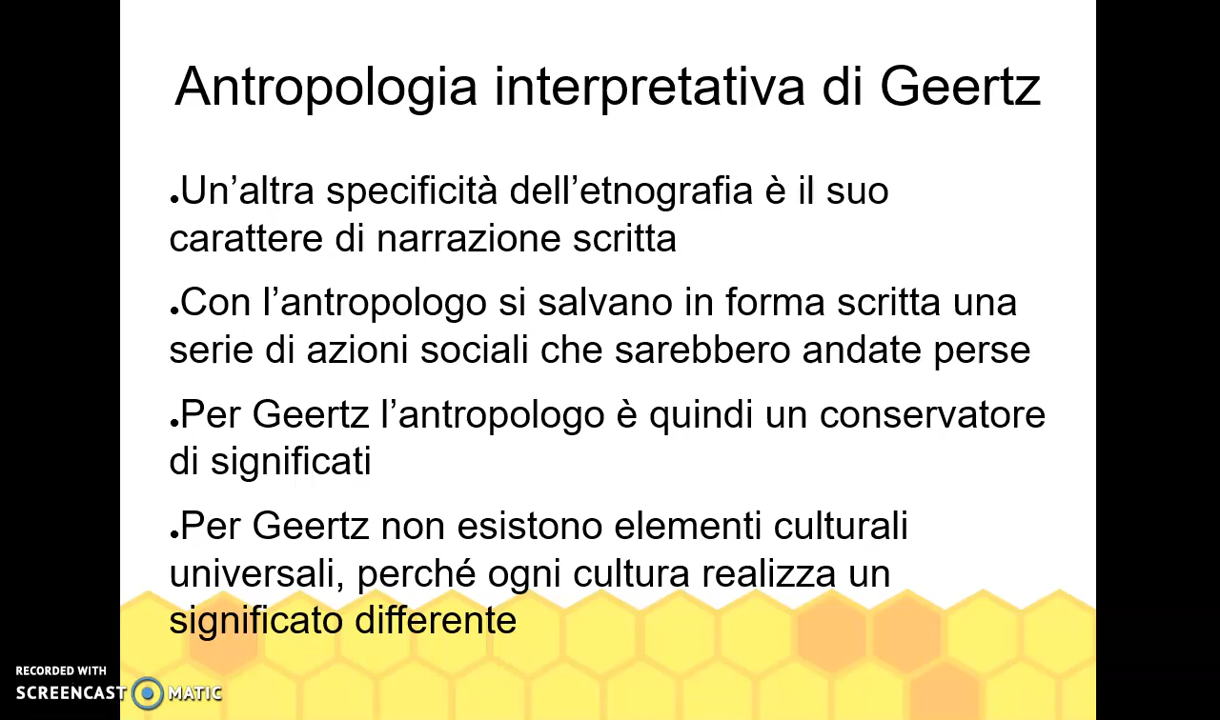 Antropologia interpretativa di Geertz
●Un’altra specificità dell’etnografia è il suo
carattere di narrazione scritta
●Con l’antropologo si salvano in forma scritta una
serie di azioni sociali che sarebbero andate perse
●Per Geertz l’antropologo è quindi un conservatore
di significati
●Per Geertz non esistono elementi culturali
universali, perché ogni cultura realizza un
significato differente
RECORDED WITH
SCREENCAST MATIC